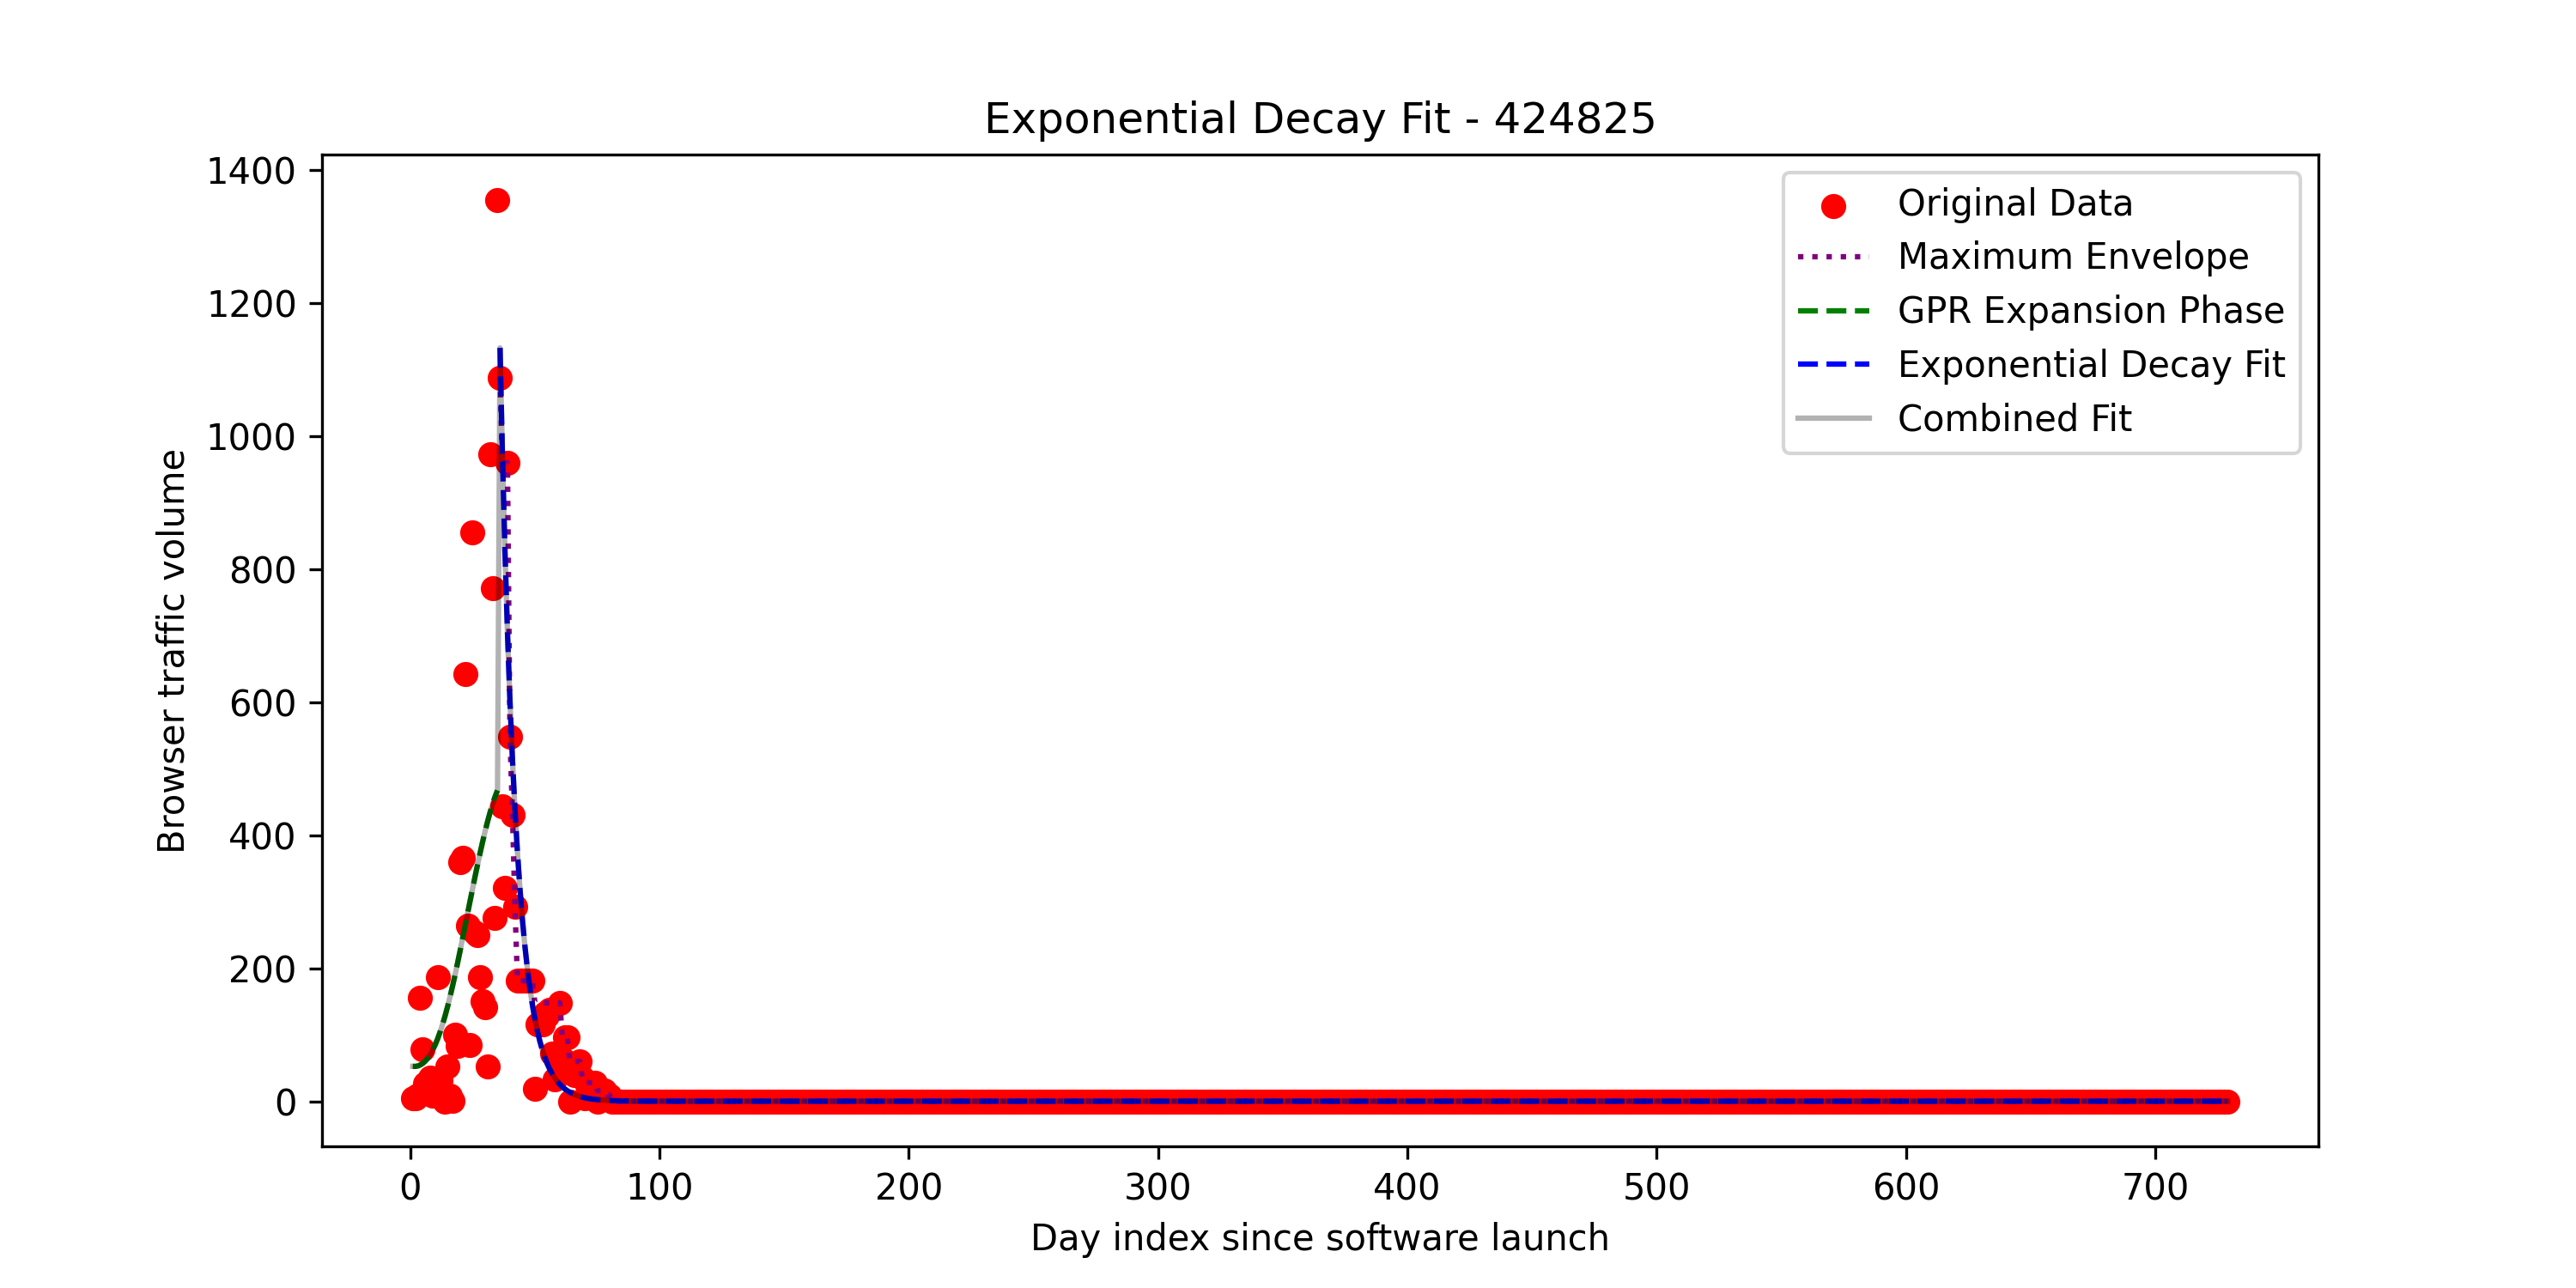 Exponential Decay Fit - 424825
1400
1200
1000
800
600
400
200
0
Browser traffic volume
Original Data
Maximum Envelope
GPR Expansion Phase
Exponential Decay Fit
Combined Fit
0 100 200 300 400 500 600 700
Day index since software launch